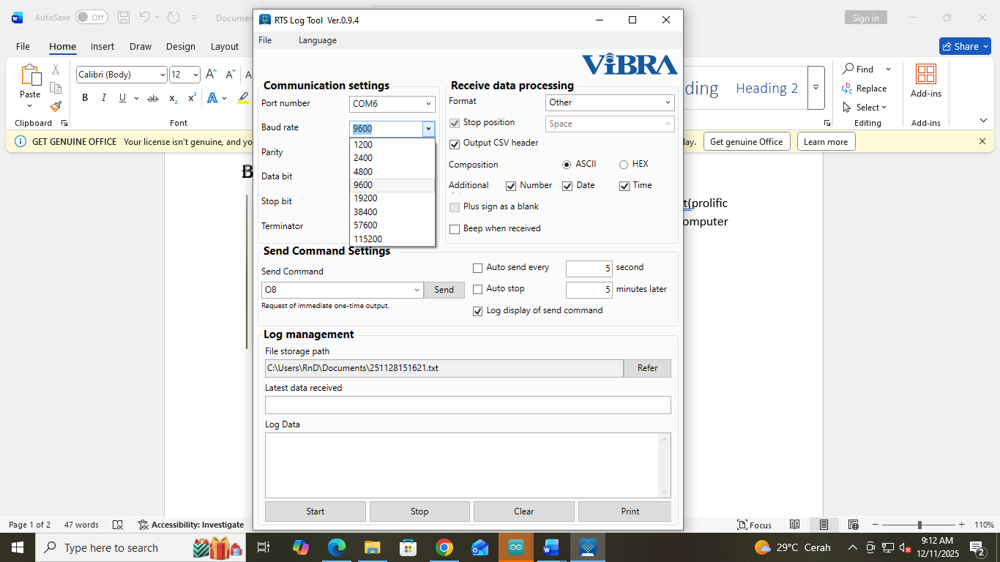 AutoSave Off
Documen
Sign in
File Home Insert Draw Design Layout
Share
Calibri (Body) 12
Paste
Clipboard
Font
ding
Heading 2
Find
Replace
Select
Editing
Add-ins
Add-ins
GET GENUINE OFFICE Your license isn't genuine, and you
day.
Get genuine Office
Learn more
t(prolific
omputer
RTS Log Tool Ver.0.9.4
File Language
ViBRA
Communication settings
Port number COM6
Baud rate 9600
1200
2400
4800
9600
19200
38400
57600
115200
Parity
Data bit
Stop bit
Terminator
Receive data processing
Format Other
Stop position Space
Output CSV header
Composition ASCII HEX
Additional Number Date Time
Plus sign as a blank
Beep when received
Send Command Settings
Send Command
O8 Send
Request of immediate one-time output.
Auto send every 5 second
Auto stop 5 minutes later
Log display of send command
Log management
File storage path
C:\Users\RnD\Documents\251128151621.txt Refer
Latest data received
Log Data
Start Stop Clear Print
Page 1 of 2 47 words Accessibility: Investigate
Focus
110%
Type here to search
29°C Cerah
9:12 AM
12/11/2025
2